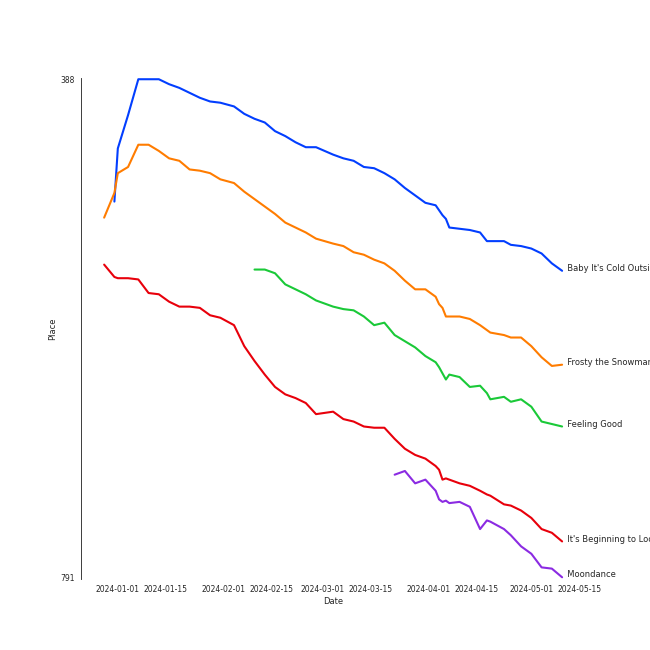 388
Baby It's Cold Outsi
Frosty the Snowmar
Place
Feeling Good
It's Beginning to Loo
Moondance
791
2024-01-01 2024-01-15 2024-02-01 2024-02-15 2024-03-01 2024-03-15 2024-04-01 2024-04-15 2024-05-01 2024-05-15
Date